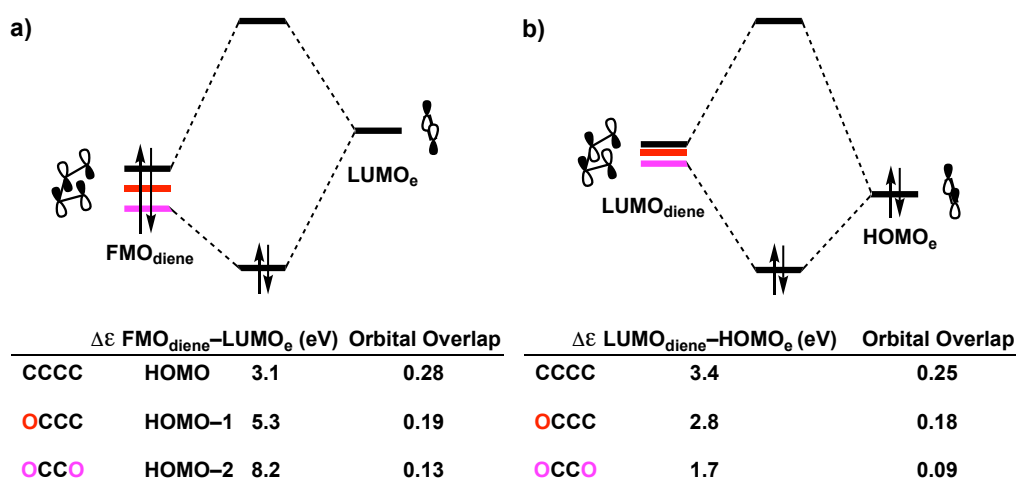 a)
LUMOe
FMOdiene
Δε FMOdiene–LUMOe (eV) Orbital Overlap
CCCC HOMO 3.1 0.28
OCCC HOMO–1 5.3 0.19
OCCO HOMO–2 8.2 0.13
b)
LUMOdiene
HOMOe
Δε LUMOdiene–HOMOe (eV) Orbital Overlap
CCCC 3.4 0.25
OCCC 2.8 0.18
OCCO 1.7 0.09